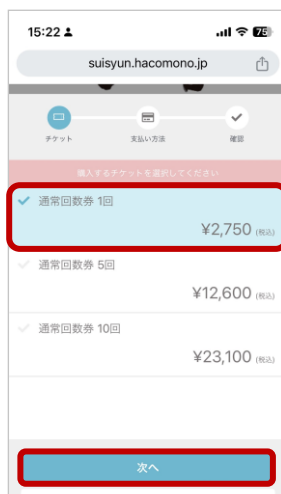 15:22
75
suisyun.hacomono.jp
チケット 支払い方法 確認
購入するチケットを選択してください
通常回数券 1回
¥2,750 (税込)
通常回数券 5回
¥12,600 (税込)
通常回数券 10回
¥23,100 (税込)
次へ